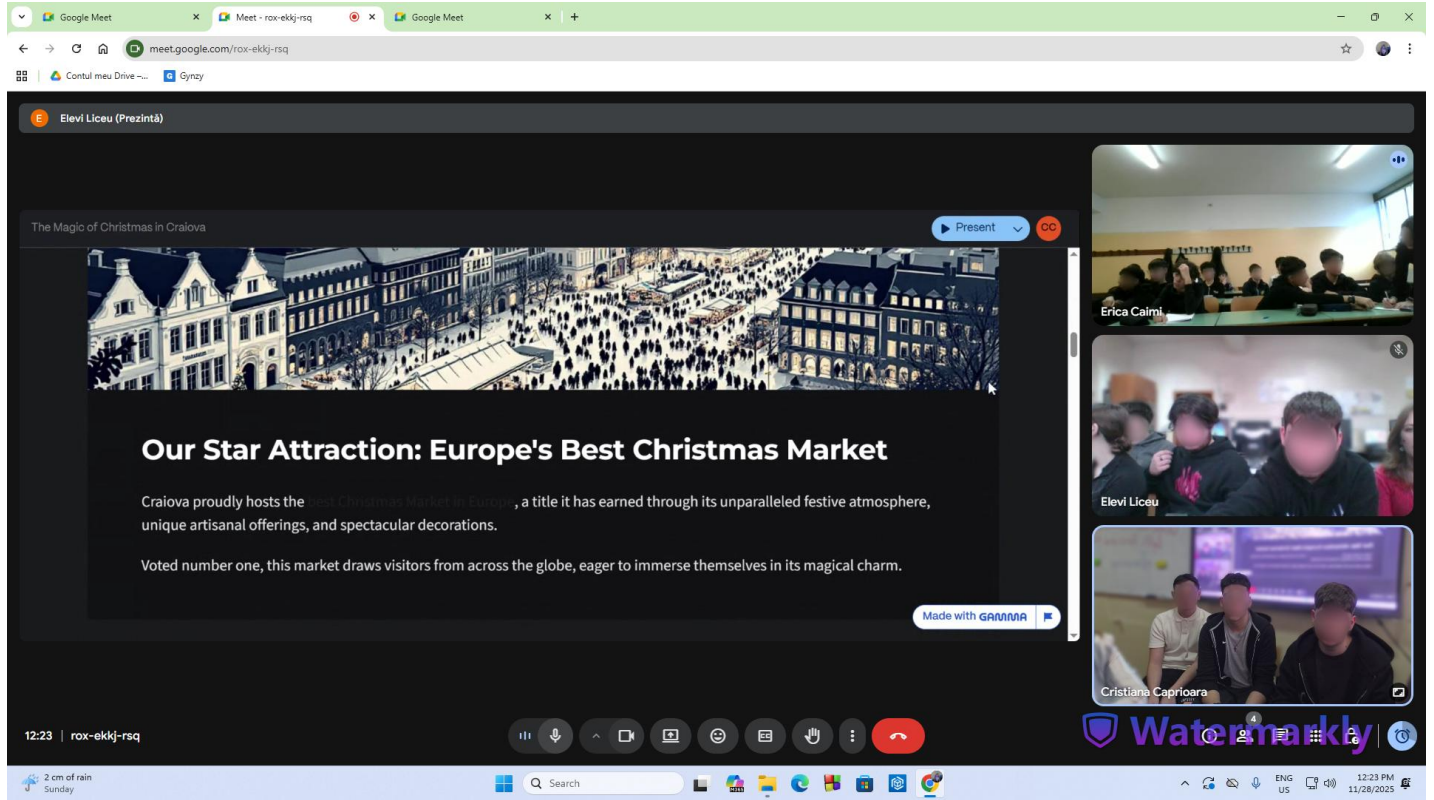 Google Meet
Meet - rox-ekkj-rsq
Google Meet
meet.google.com/rox-ekkj-rsq
Contul meu Drive –...
Gynzy
E
Elevi Liceu (Prezintă)
The Magic of Christmas in Craiova
Present
CC
Our Star Attraction: Europe's Best Christmas Market
Craiova proudly hosts the best Christmas Market in Europe, a title it has earned through its unparalleled festive atmosphere,
unique artisanal offerings, and spectacular decorations.
Voted number one, this market draws visitors from across the globe, eager to immerse themselves in its magical charm.
Made with GAMMA
Erica Caimi
Elevi Liceu
Cristiana Caprioara
12:23 | rox-ekkj-rsq
4
Watermarkly
2 cm of rain
Sunday
Search
ENG
US
12:23 PM
11/28/2025